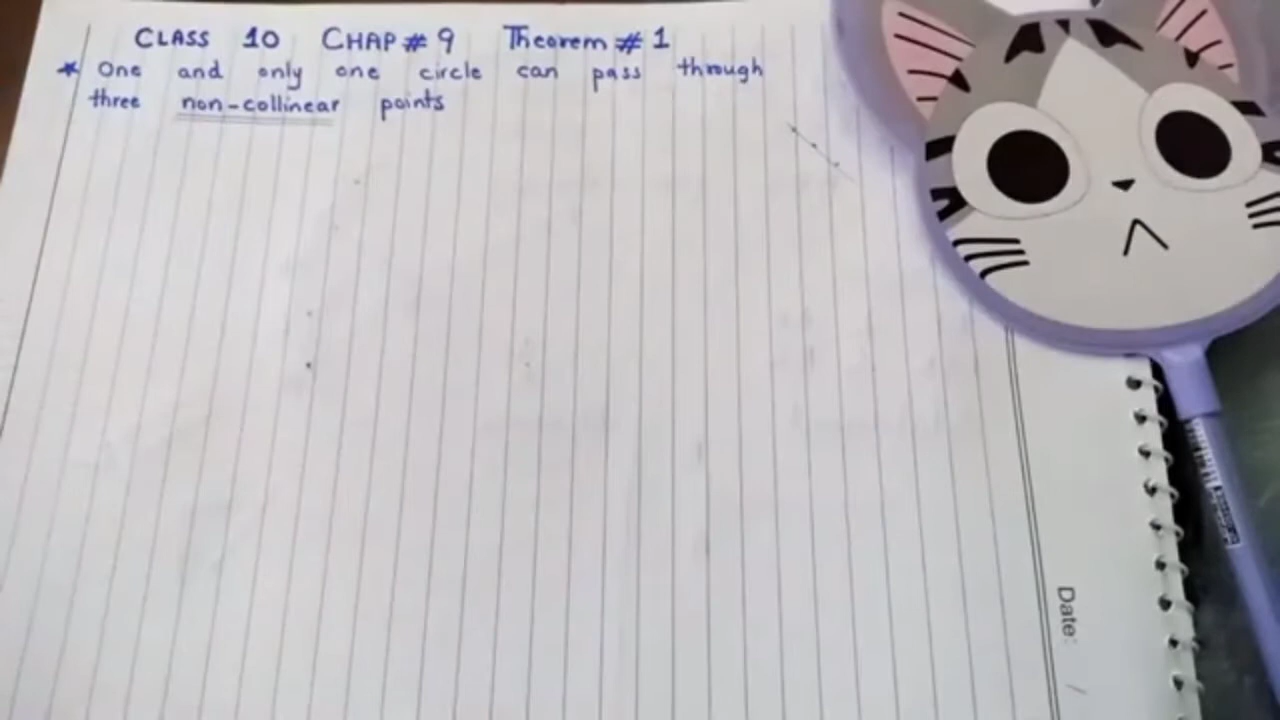 CLASS 10 CHAP # 9 Theorem # 1
* One and only one circle can pass through
three non-collinear points
Date: /